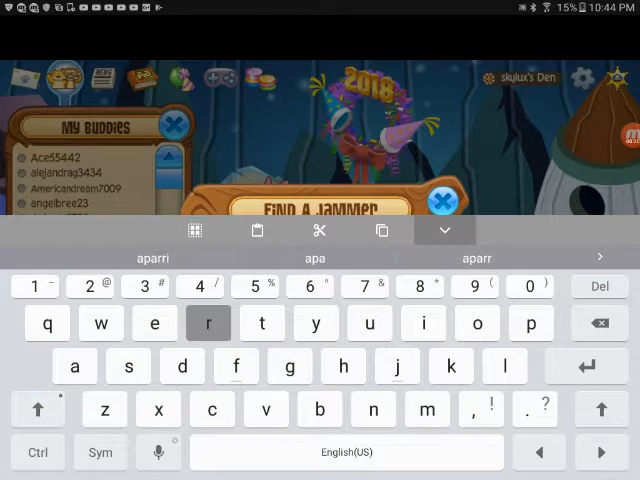 15% 10:44 PM
2018
skylux's Den
My Buddies
Ace55442
alejandrag3434
Americandream7009
angelbree23
Find A Jammer
aparri apa aparr
1 - 2 @ 3 # 4 / 5 % 6 ^ 7 & 8 * 9 ( 0 ) Del
q w e r t y u i o p
a s d f g h j k l
z x c v b n m , ! . ?
Ctrl Sym English(US)